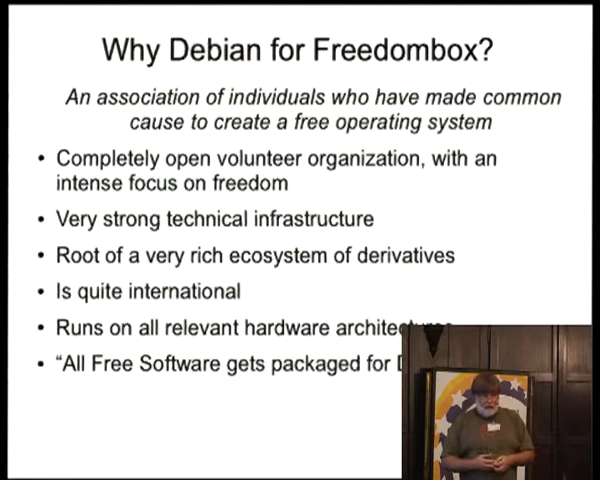 Why Debian for Freedombox?
An association of individuals who have made common
cause to create a free operating system
• Completely open volunteer organization, with an
intense focus on freedom
• Very strong technical infrastructure
• Root of a very rich ecosystem of derivatives
• Is quite international
• Runs on all relevant hardware architectures
• “All Free Software gets packaged for